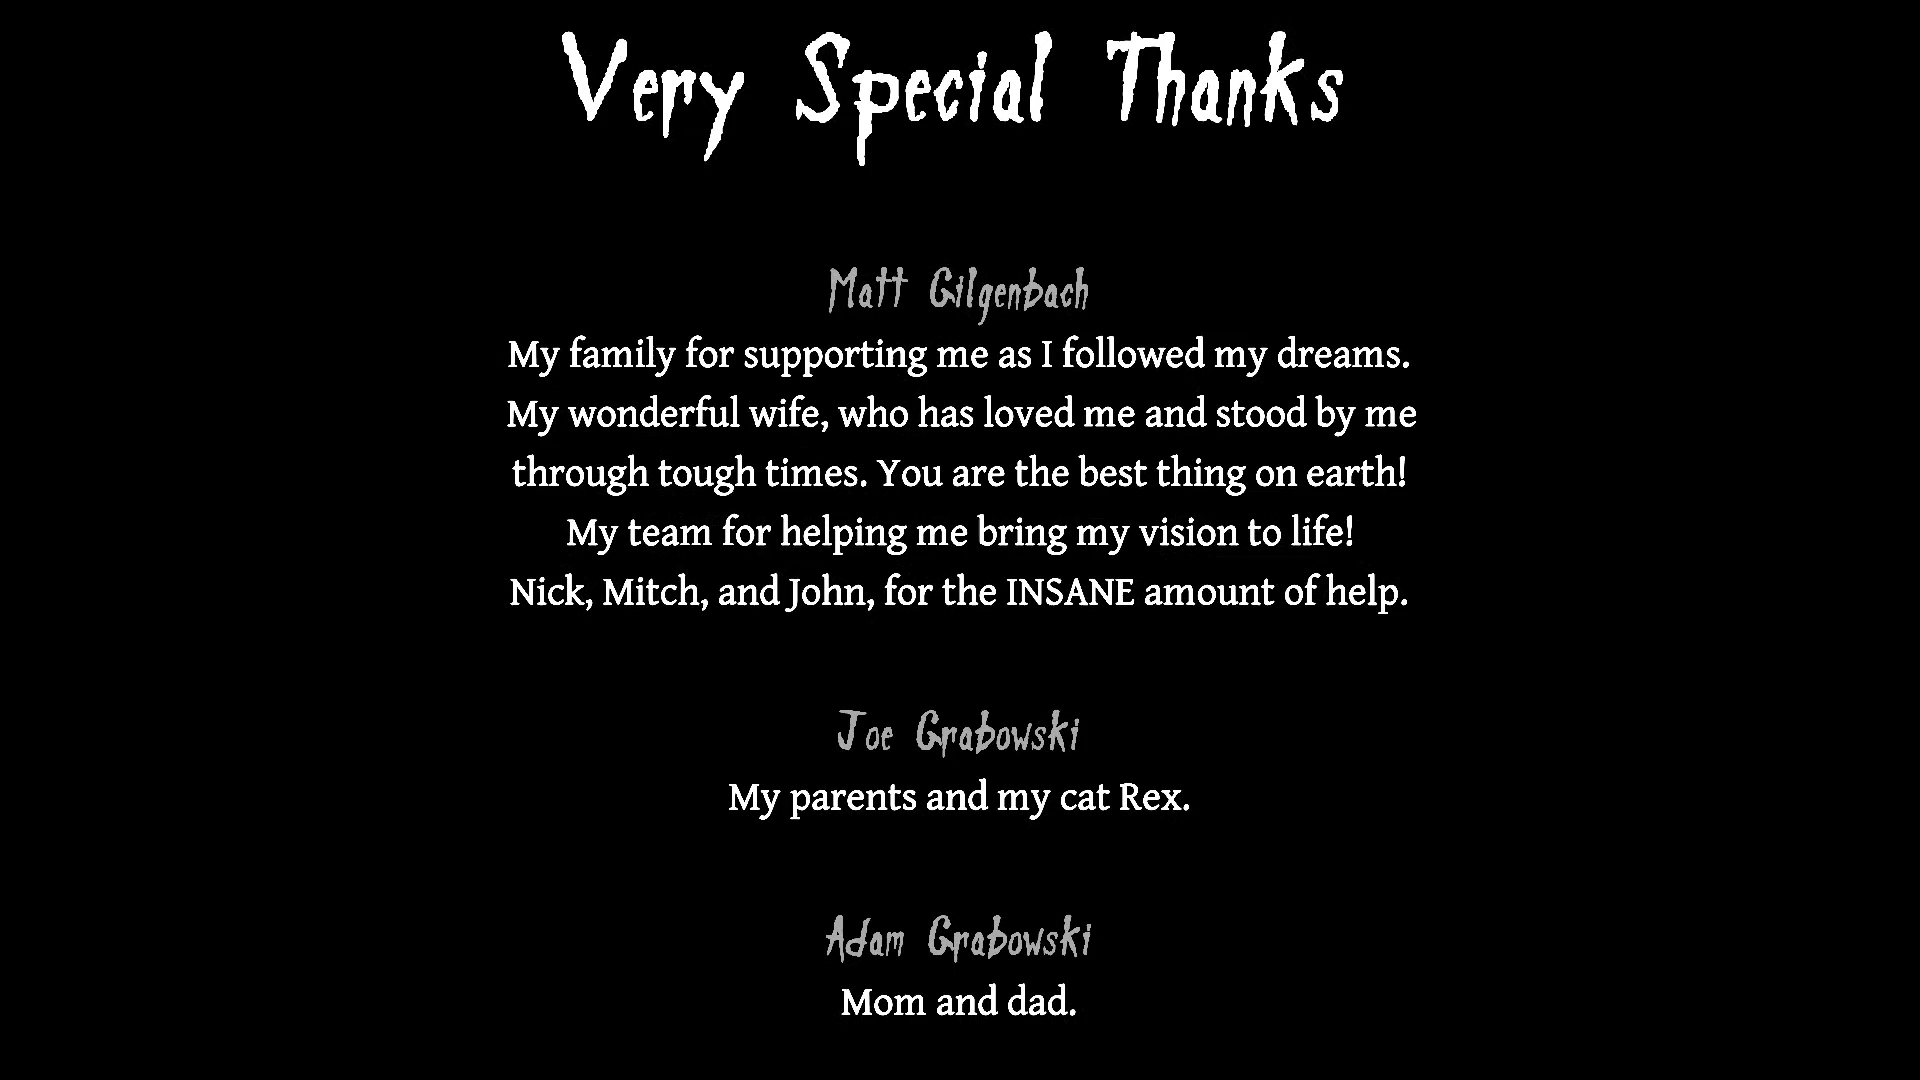 Very Special Thanks
Matt Gilgenbach
My family for supporting me as I followed my dreams.
My wonderful wife, who has loved me and stood by me
through tough times. You are the best thing on earth!
My team for helping me bring my vision to life!
Nick, Mitch, and John, for the INSANE amount of help.
Joe Grabowski
My parents and my cat Rex.
Adam Grabowski
Mom and dad.